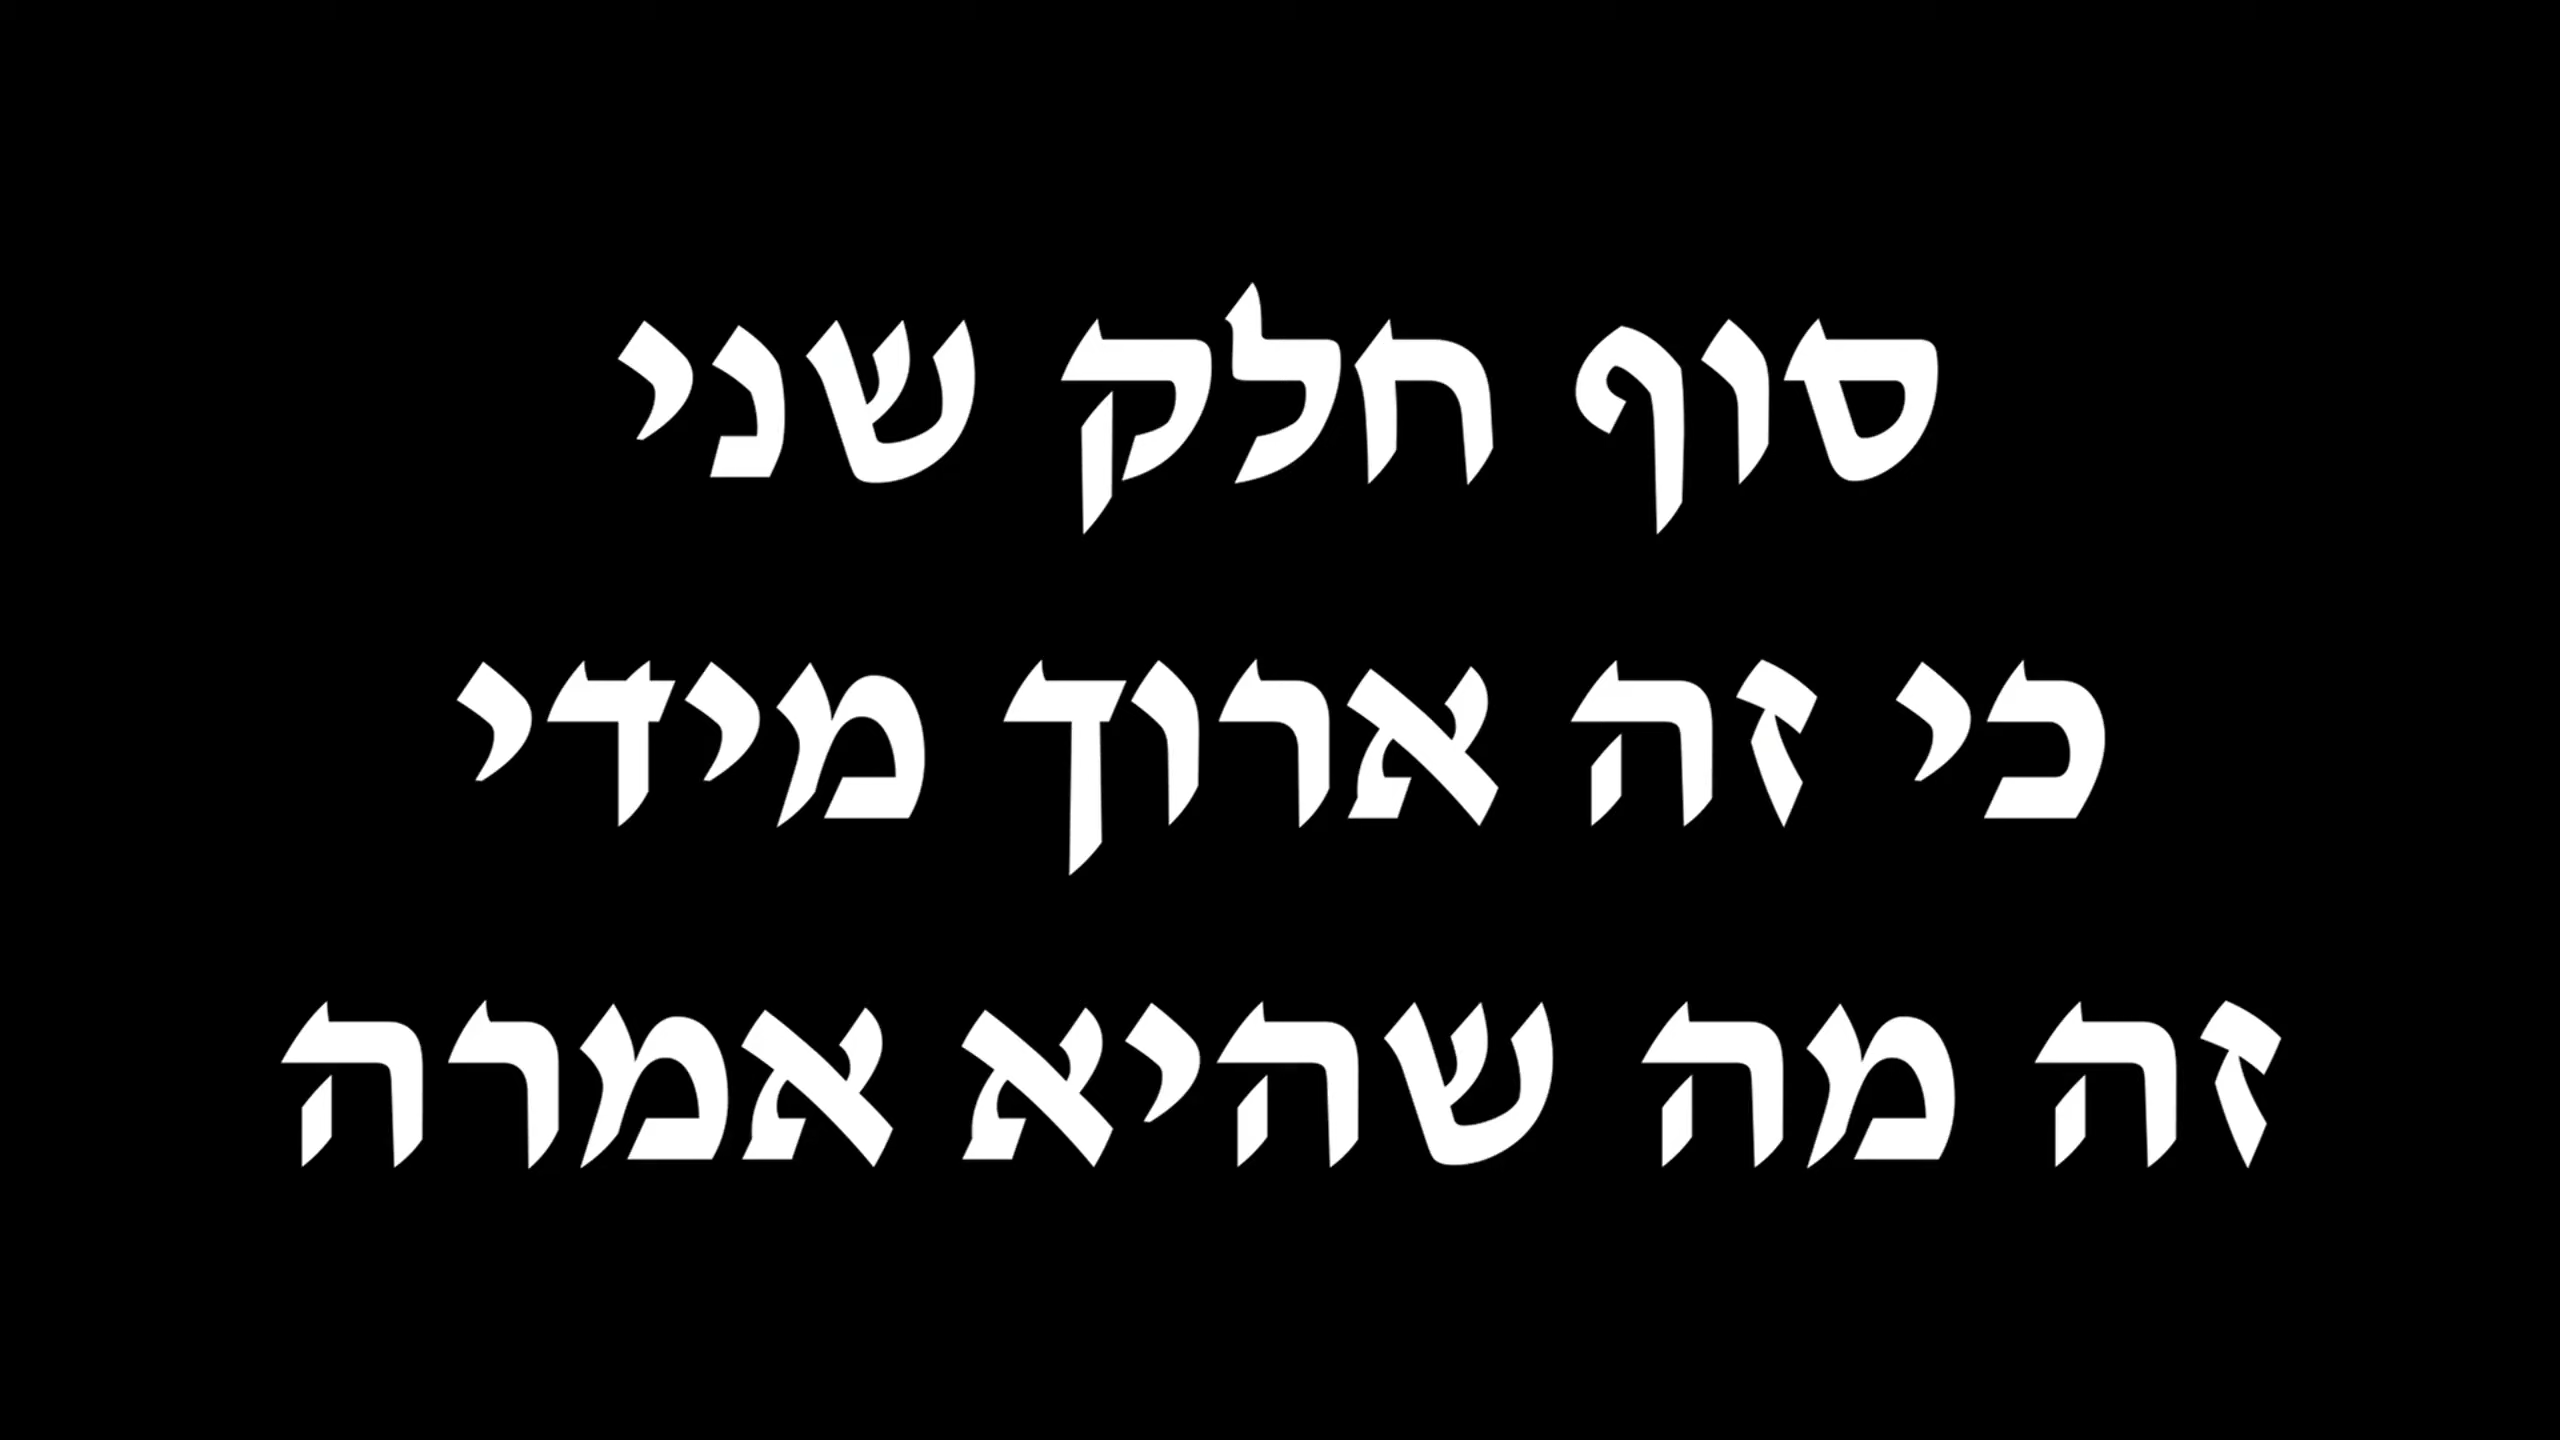 סוף חלק שני
כי זה ארוך מידי
זה מה שהיא אמרה